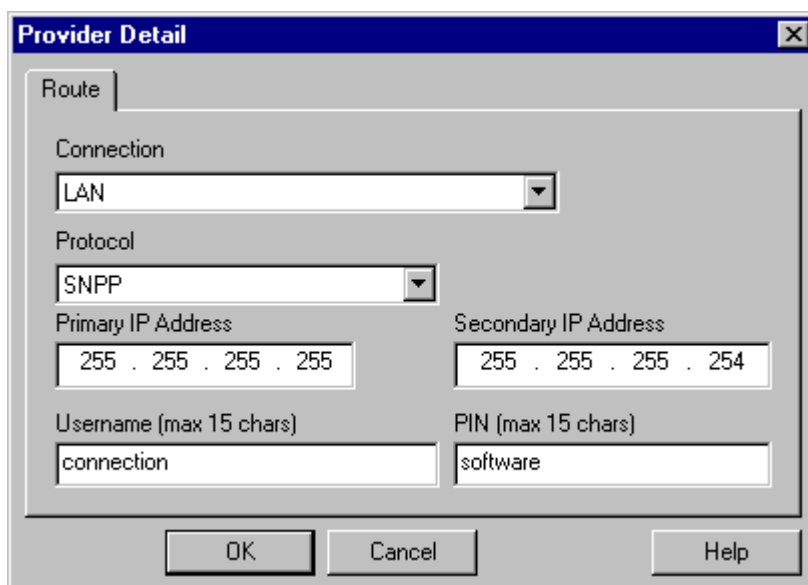 Provider Detail
Route
Connection
LAN
Protocol
SNPP
Primary IP Address Secondary IP Address
255 . 255 . 255 . 255 255 . 255 . 255 . 254
Username (max 15 chars) PIN (max 15 chars)
connection software
OK Cancel Help